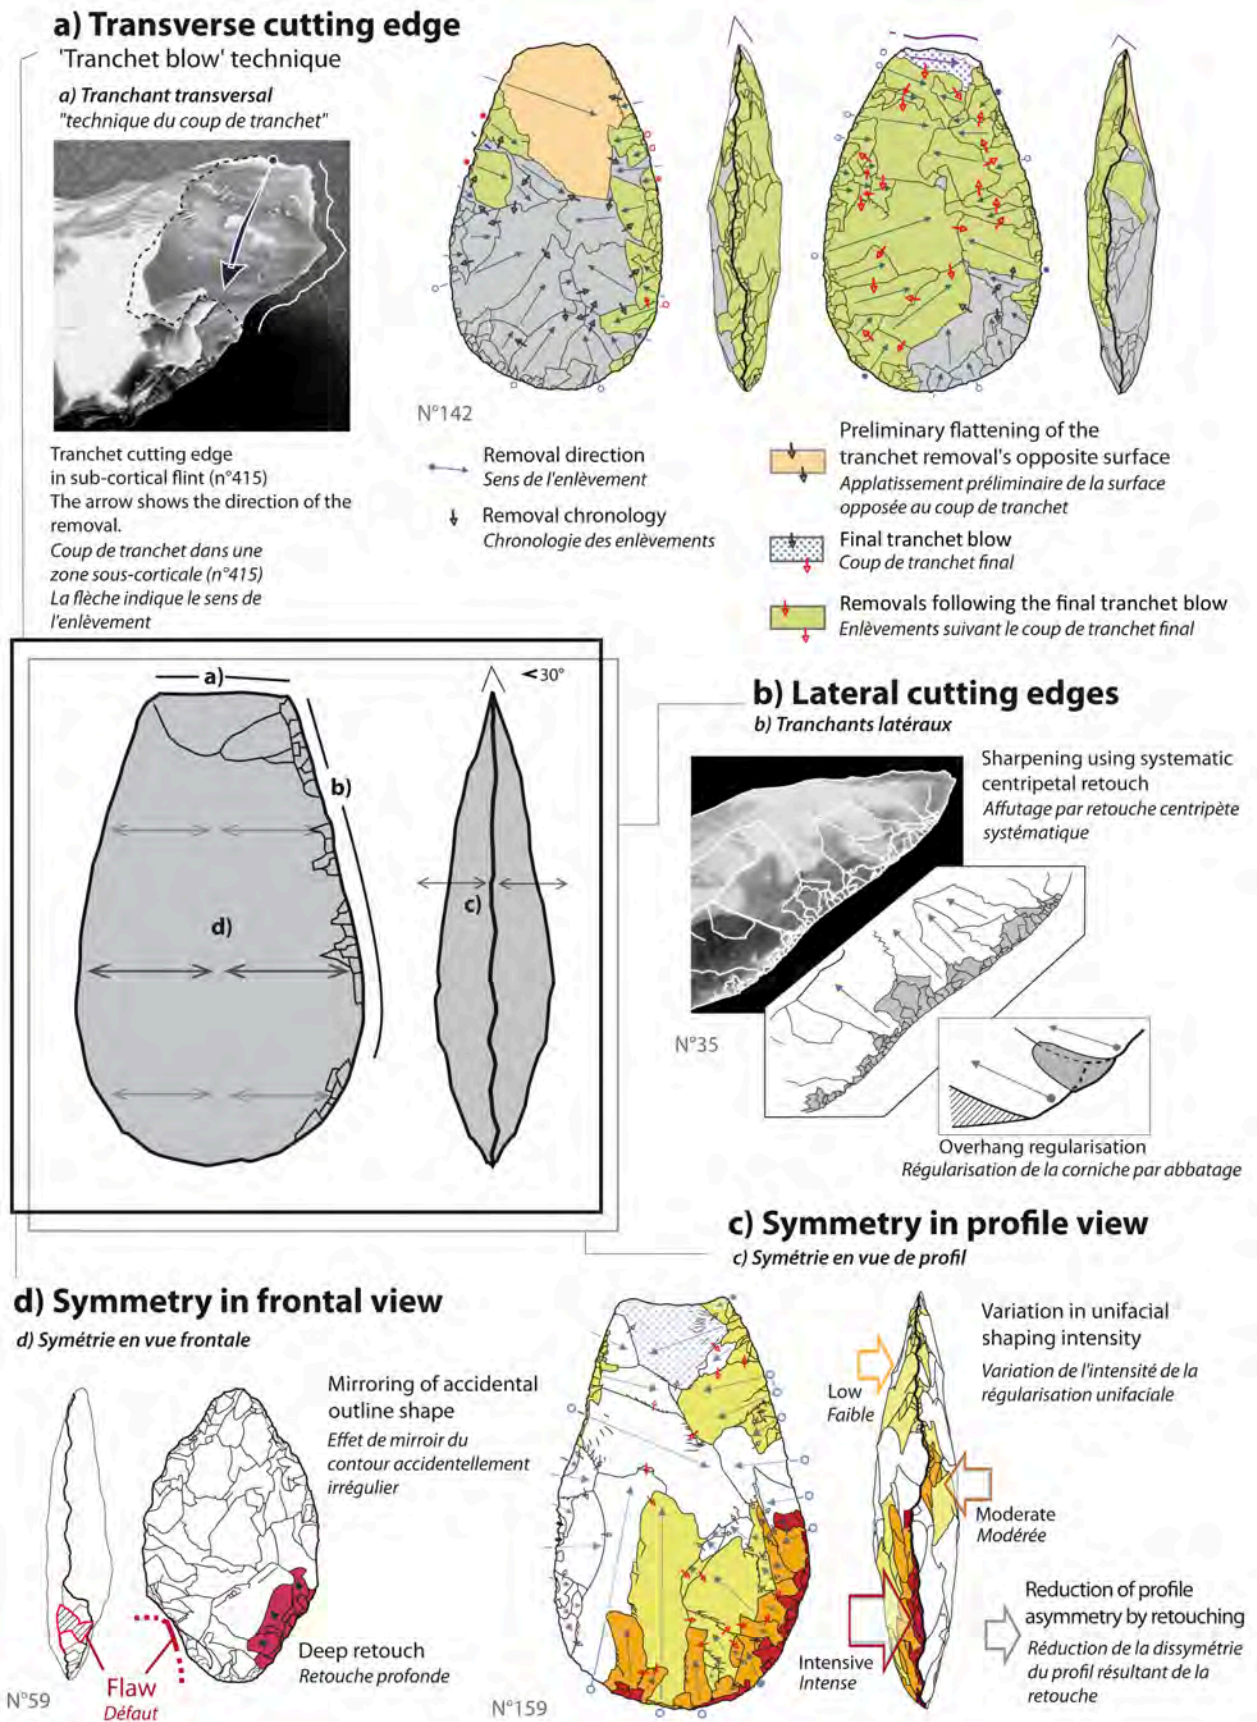 a) Transverse cutting edge
'Tranchet blow' technique
a) Tranchant transversal
"technique du coup de tranchet"
Tranchet cutting edge
in sub-cortical flint (n°415)
The arrow shows the direction of the
removal.
Coup de tranchet dans une
zone sous-corticale (n°415)
La flèche indique le sens de
l'enlèvement
N°142
Removal direction
Sens de l'enlèvement
Removal chronology
Chronologie des enlèvements
Preliminary flattening of the
tranchet removal's opposite surface
Applatissement préliminaire de la surface
opposée au coup de tranchet
Final tranchet blow
Coup de tranchet final
Removals following the final tranchet blow
Enlèvements suivant le coup de tranchet final
a)
<30°
b)
c)
d)
b) Lateral cutting edges
b) Tranchants latéraux
Sharpening using systematic
centripetal retouch
Affutage par retouche centripète
systématique
N°35
Overhang regularisation
Régularisation de la corniche par abbatage
c) Symmetry in profile view
c) Symétrie en vue de profil
d) Symmetry in frontal view
d) Symétrie en vue frontale
Mirroring of accidental
outline shape
Effet de mirroir du
contour accidentellement
irrégulier
Deep retouch
Retouche profonde
Flaw
Défaut
N°59
N°159
Variation in unifacial
shaping intensity
Variation de l'intensité de la
régularisation unifaciale
Low
Faible
Moderate
Modérée
Intensive
Intense
Reduction of profile
asymmetry by retouching
Réduction de la dissymétrie
du profil résultant de la
retouche